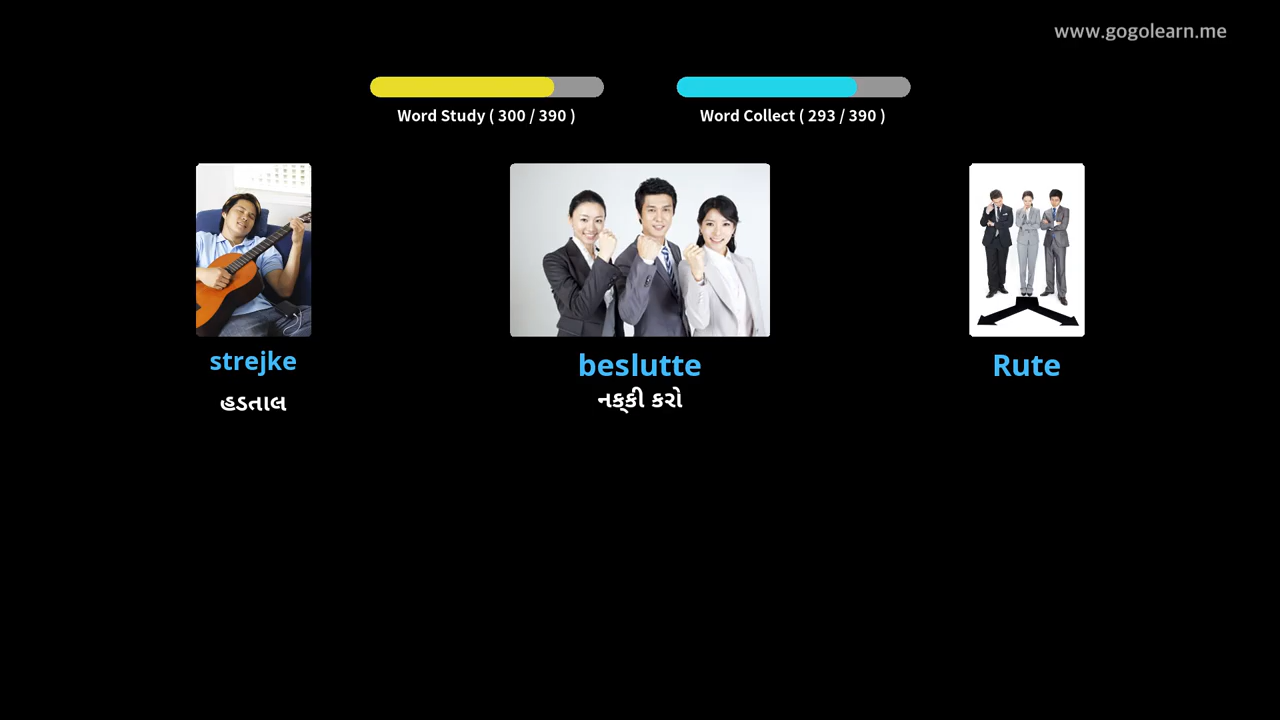 www.gogolearn.me
Word Study ( 300 / 390 )
Word Collect ( 293 / 390 )
strejke
હડતાલ
beslutte
નક્કી કરો
Rute